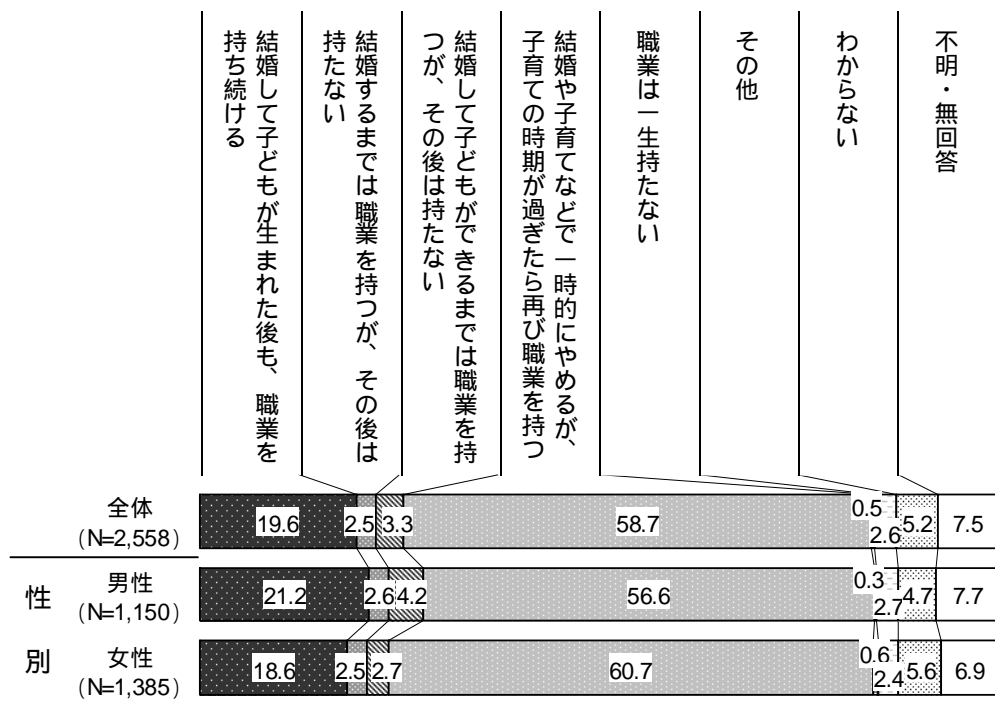 結婚して子どもが生まれた後も、職業を
持ち続ける
結婚するまでは職業を持つが、その後は
持たない
結婚して子どもができるまでは職業を持
つが、その後は持たない
結婚や子育てなどで一時的にやめるが、
子育ての時期が過ぎたら再び職業を持つ
職業は一生持たない
その他
わからない
不明・無回答
全体
(N=2,558)
19.6 2.5 3.3 58.7 0.5 2.6 5.2 7.5
性別
男性
(N=1,150)
21.2 2.6 4.2 56.6 0.3 2.7 4.7 7.7
女性
(N=1,385)
18.6 2.5 2.7 60.7 0.6 2.4 5.6 6.9